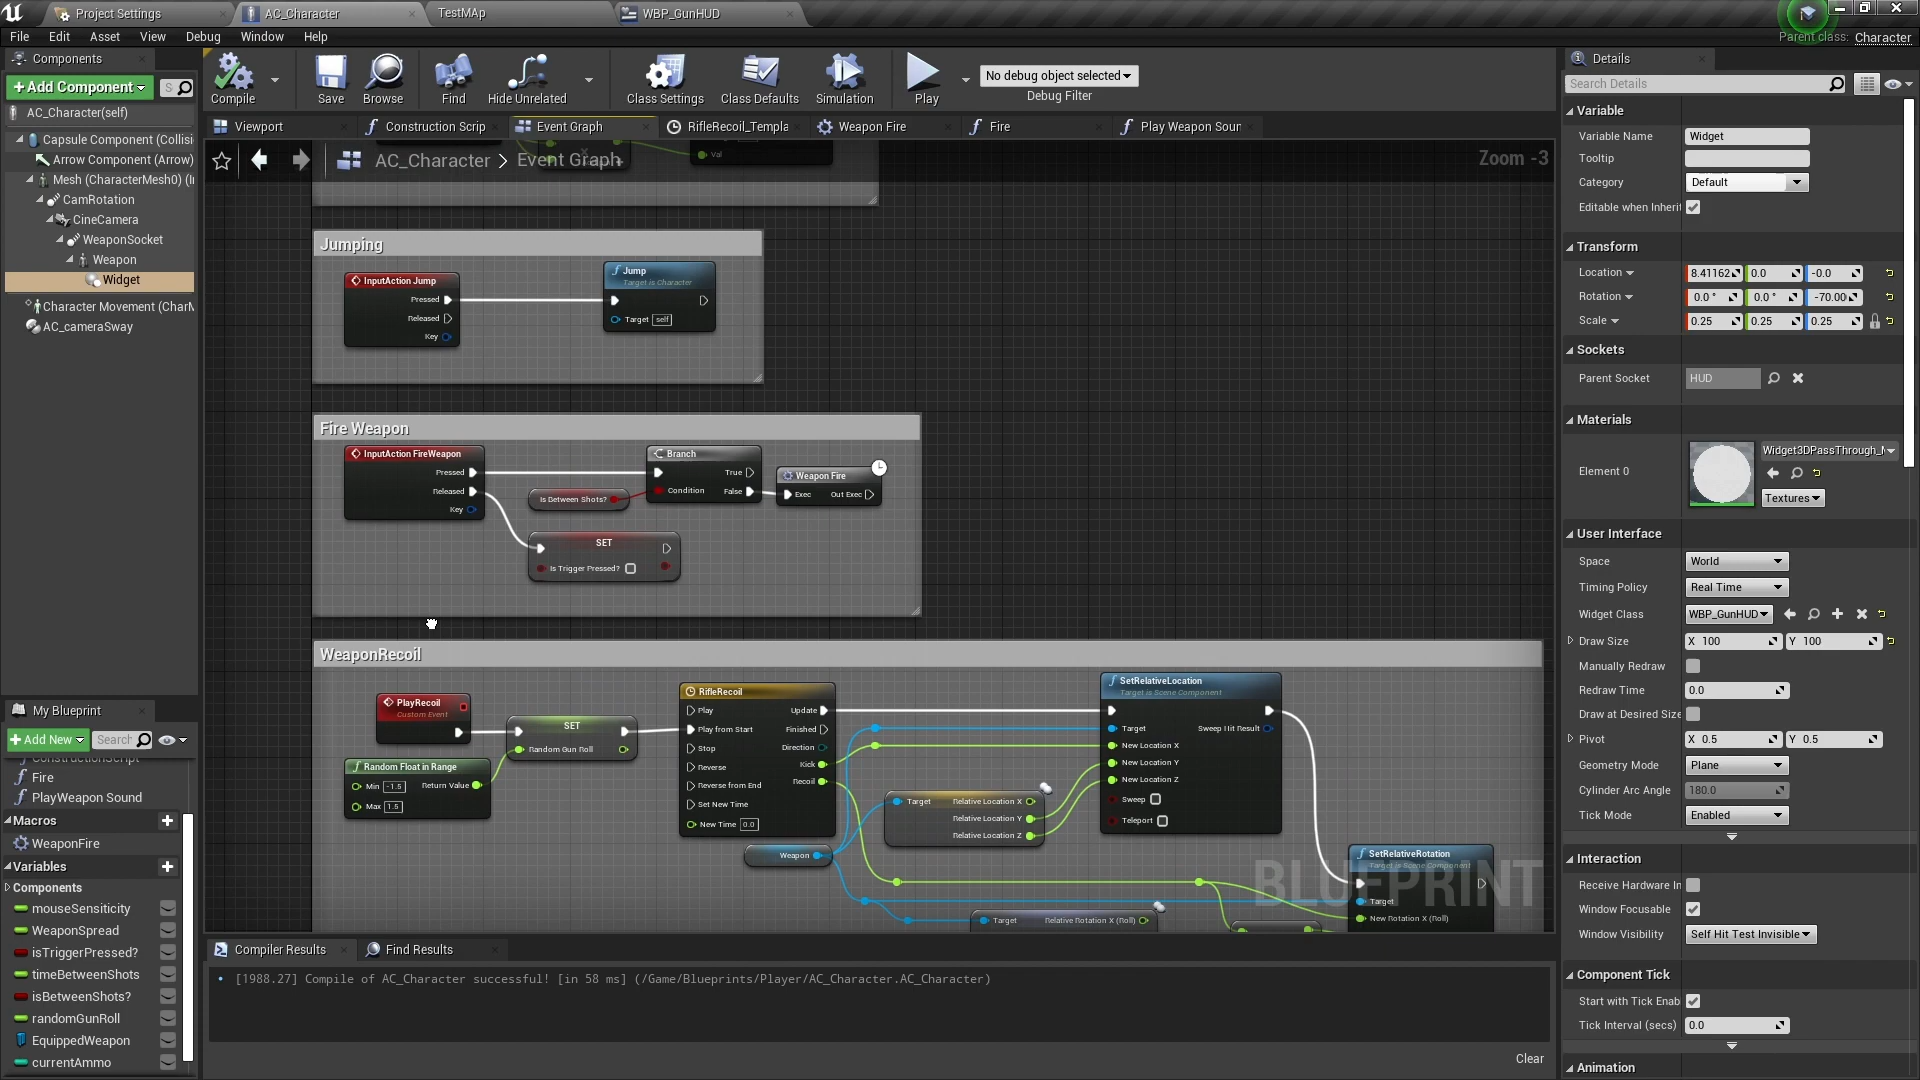 Project Settings
AC_Character
TestMAp
WBP_GunHUD
File Edit Asset View Debug Window Help
Parent class: Character
Components
Add Component
AC_Character(self)
Capsule Component (Collisi
Arrow Component (Arrow)
Mesh (CharacterMesh0) (I
CamRotation
CineCamera
WeaponSocket
Weapon
Widget
Character Movement (CharM
AC_cameraSway
My Blueprint
+ Add New
Search
ConstructionScript
Fire
PlayWeapon Sound
Macros
WeaponFire
Variables
Components
mouseSensitivity
WeaponSpread
isTriggerPressed?
timeBetweenShots
isBetweenShots?
randomGunRoll
EquippedWeapon
currentAmmo
Compile
Save
Browse
Find
Hide Unrelated
Class Settings
Class Defaults
Simulation
Play
No debug object selected
Debug Filter
Viewport
Construction Scrip
Event Graph
RifleRecoil_Templa
Weapon Fire
Fire
Play Weapon Sour
AC_Character > Event Graph
Zoom -3
Val
Jumping
InputAction Jump
Pressed
Released
Key
Jump
Target is Character
Target self
Fire Weapon
InputAction FireWeapon
Pressed
Released
Key
Is Between Shots?
Branch
True
Condition False
Weapon Fire
Exec Out Exec
SET
Is Trigger Pressed?
WeaponRecoil
PlayRecoil
Custom Event
SET
Random Gun Roll
Random Float in Range
Min -1.5 Return Value
Max 1.5
RifleRecoil
Play Update
Play from Start Finished
Stop Direction
Reverse Kick
Reverse from End Recoil
Set New Time
New Time 0.0
Weapon
Target Relative Location X
Relative Location Y
Relative Location Z
SetRelativeLocation
Target is Scene Component
Target Sweep Hit Result
New Location X
New Location Y
New Location Z
Sweep
Teleport
Target Relative Rotation X (Roll)
SetRelativeRotation
Target is Scene Component
Target
New Rotation X (Roll)
BLUEPRINT
Compiler Results
Find Results
[1988.27] Compile of AC_Character successful! [in 58 ms] (/Game/Blueprints/Player/AC_Character.AC_Character)
Clear
Details
Search Details
Variable
Variable Name Widget
Tooltip
Category Default
Editable when Inherit
Transform
Location 8.41162 0.0 -0.0
Rotation 0.0 ° 0.0 ° -70.00
Scale 0.25 0.25 0.25
Sockets
Parent Socket HUD
Materials
Element 0
Widget3DPassThrough_M
Textures
User Interface
Space World
Timing Policy Real Time
Widget Class WBP_GunHUD
Draw Size X 100 Y 100
Manually Redraw
Redraw Time 0.0
Draw at Desired Size
Pivot X 0.5 Y 0.5
Geometry Mode Plane
Cylinder Arc Angle 180.0
Tick Mode Enabled
Interaction
Receive Hardware In
Window Focusable
Window Visibility Self Hit Test Invisible
Component Tick
Start with Tick Enab
Tick Interval (secs) 0.0
Animation